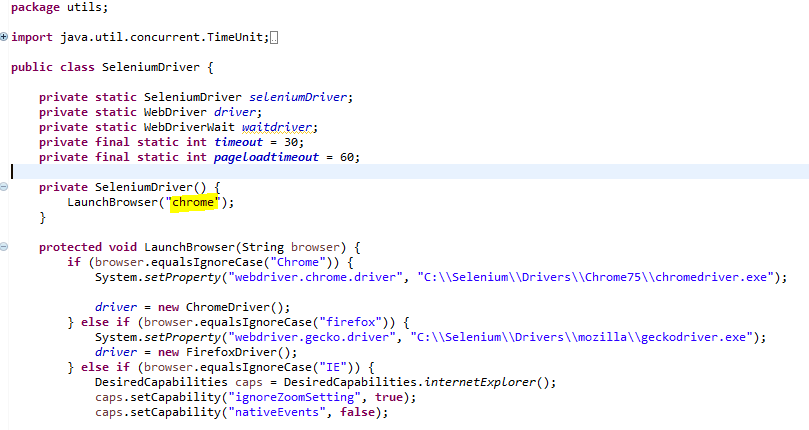 package utils;
import java.util.concurrent.TimeUnit;
public class SeleniumDriver {
private static SeleniumDriver seleniumDriver;
private static WebDriver driver;
private static WebDriverWait waitdriver;
private final static int timeout = 30;
private final static int pageloadtimeout = 60;
private SeleniumDriver() {
LaunchBrowser("chrome");
}
protected void LaunchBrowser(String browser) {
if (browser.equalsIgnoreCase("Chrome")) {
System.setProperty("webdriver.chrome.driver", "C:\\Selenium\\Drivers\\Chrome75\\chromedriver.exe");
driver = new ChromeDriver();
} else if (browser.equalsIgnoreCase("firefox")) {
System.setProperty("webdriver.gecko.driver", "C:\\Selenium\\Drivers\\mozilla\\geckodriver.exe");
driver = new FirefoxDriver();
} else if (browser.equalsIgnoreCase("IE")) {
DesiredCapabilities caps = DesiredCapabilities.internetExplorer();
caps.setCapability("ignoreZoomSetting", true);
caps.setCapability("nativeEvents", false);